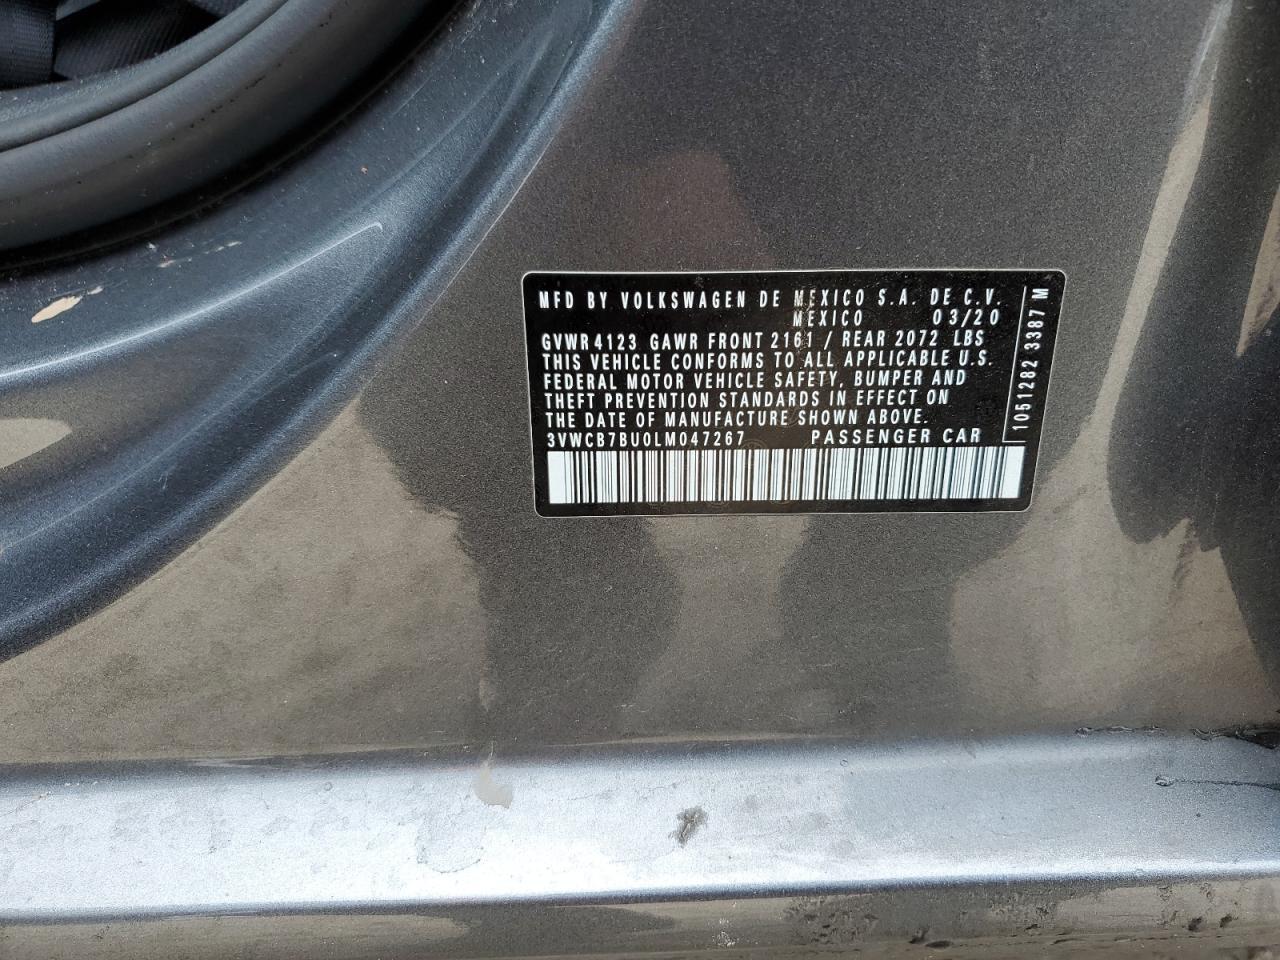 MFD BY VOLKSWAGEN DE MEXICO S.A. DE C.V.
MEXICO 03/20
GVWR 4123 GAWR FRONT 2161 / REAR 2072 LBS
THIS VEHICLE CONFORMS TO ALL APPLICABLE U.S.
FEDERAL MOTOR VEHICLE SAFETY, BUMPER AND
THEFT PREVENTION STANDARDS IN EFFECT ON
THE DATE OF MANUFACTURE SHOWN ABOVE.
3VWCB7BU0LM047267 PASSENGER CAR
1051282 3387 M